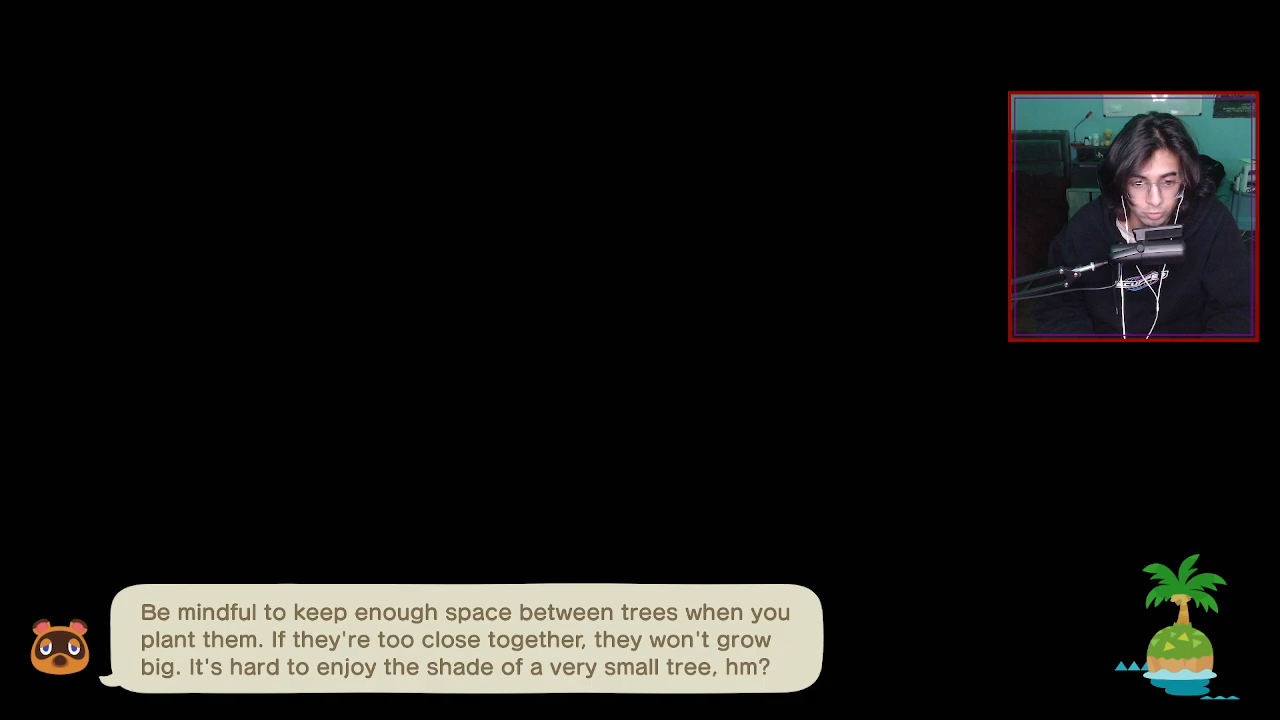 Be mindful to keep enough space between trees when you
plant them. If they're too close together, they won't grow
big. It's hard to enjoy the shade of a very small tree, hm?